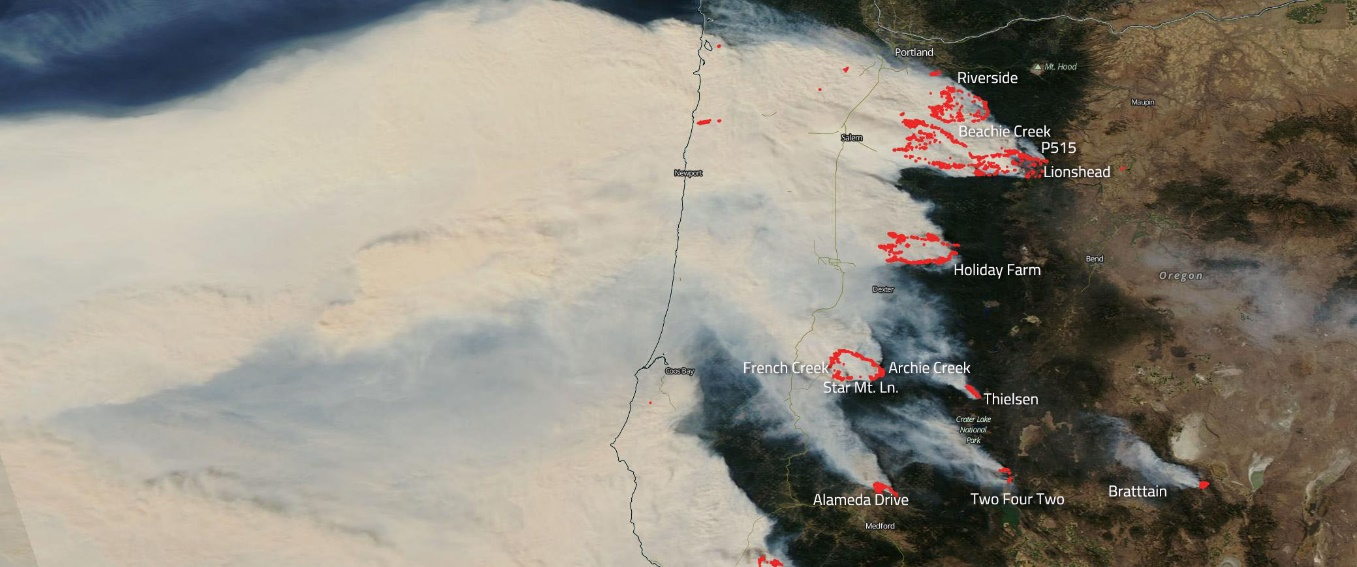 Portland
Mt. Hood
Riverside
Maupin
Beachie Creek
Salem
P515
Lionshead
Newport
Bend
Holiday Farm
Oregon
Dexter
French Creek
Archie Creek
Coos Bay
Star Mt. Ln.
Thielsen
Crater Lake
National
Park
Bratttain
Alameda Drive
Two Four Two
Medford